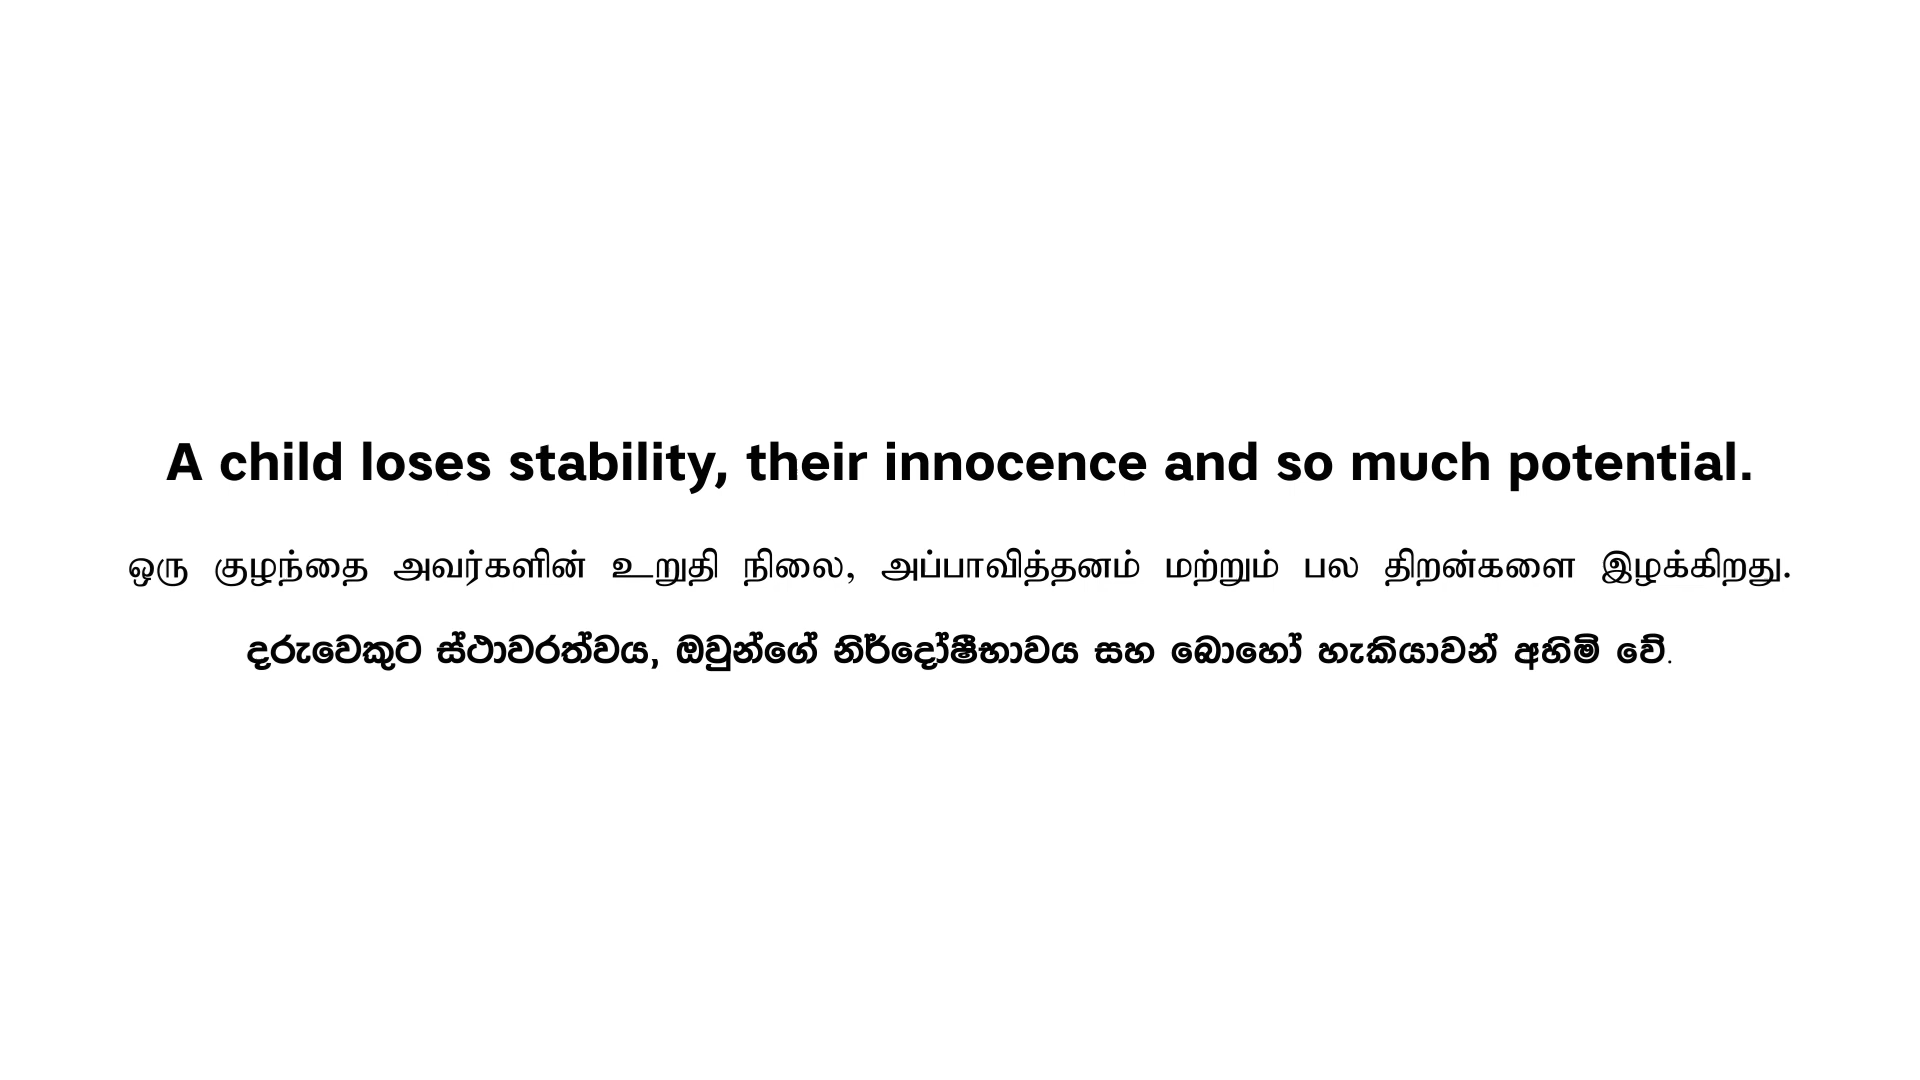 A child loses stability, their innocence and so much potential.
ஒரு குழந்தை அவர்களின் உறுதி நிலை, அப்பாவித்தனம் மற்றும் பல திறன்களை இழக்கிறது.
දරුවෙකුට ස්ථාවරත්වය, ඔවුන්ගේ නිර්දෝෂීභාවය සහ බොහෝ හැකියාවන් අහිමි වේ.